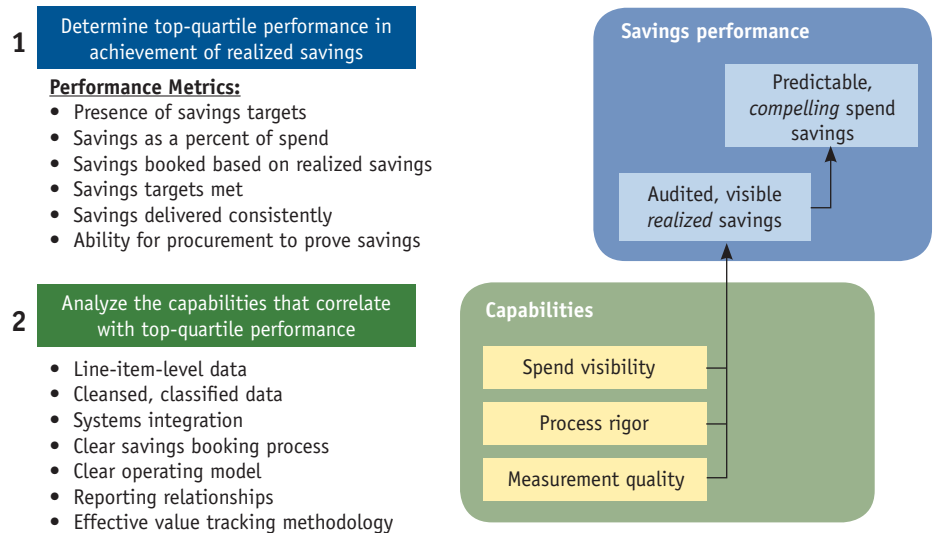 1
Determine top-quartile performance in
achievement of realized savings
Performance Metrics:
• Presence of savings targets
• Savings as a percent of spend
• Savings booked based on realized savings
• Savings targets met
• Savings delivered consistently
• Ability for procurement to prove savings
2
Analyze the capabilities that correlate
with top-quartile performance
• Line-item-level data
• Cleansed, classified data
• Systems integration
• Clear savings booking process
• Clear operating model
• Reporting relationships
• Effective value tracking methodology
Savings performance
Predictable,
compelling spend
savings
Audited, visible
realized savings
Capabilities
Spend visibility
Process rigor
Measurement quality